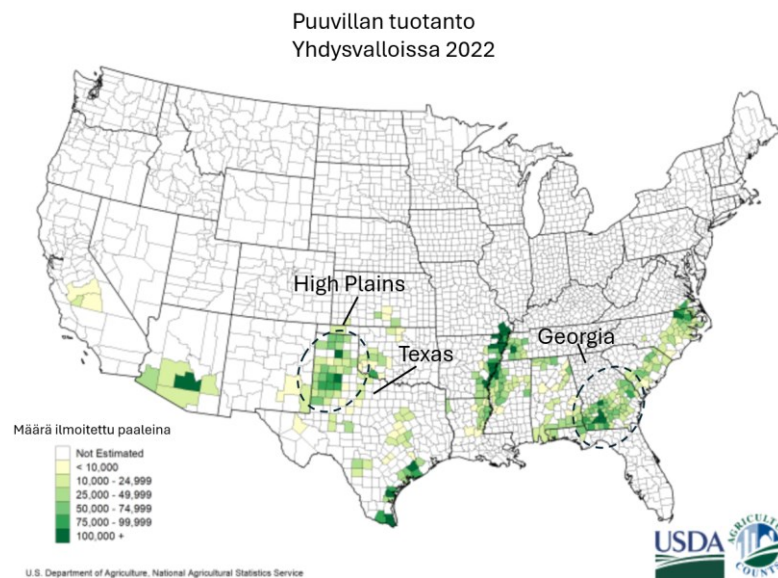 Puuvillan tuotanto
Yhdysvalloissa 2022
High Plains
Georgia
Texas
Määrä ilmoitettu paaleina
Not Estimated
< 10,000
10,000 - 24,999
25,000 - 49,999
50,000 - 74,999
75,000 - 99,999
100,000 +
USDA
AGRICULTURE
COUNTS
U.S. Department of Agriculture, National Agricultural Statistics Service